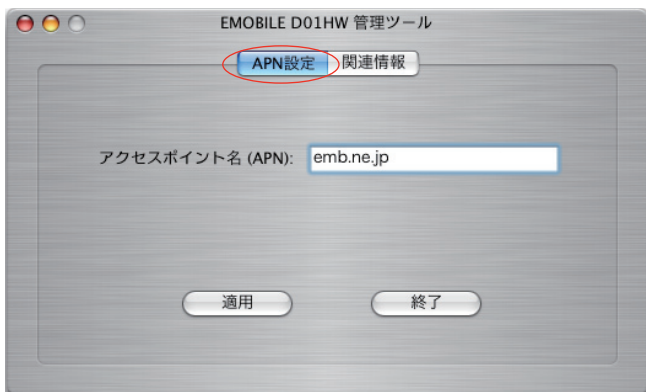 EMOBILE D01HW 管理ツール
APN設定 関連情報
アクセスポイント名 (APN): emb.ne.jp
適用 終了